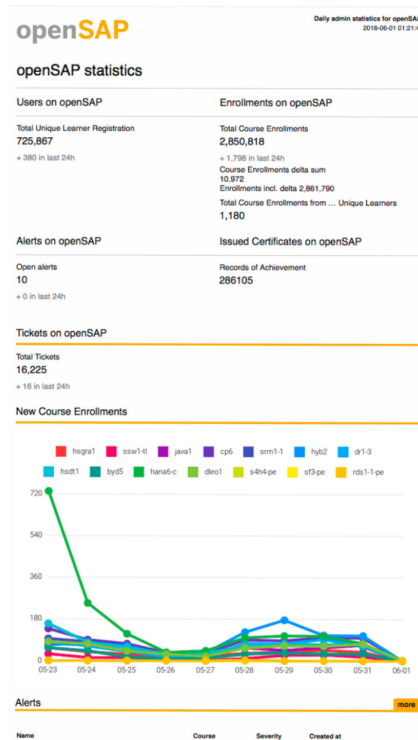 openSAP
Daily admin statistics for openSAP
2018-06-01 01:21:4
openSAP statistics
Users on openSAP
Total Unique Learner Registration
725,867
+ 380 in last 24h
Enrollments on openSAP
Total Course Enrollments
2,850,818
+ 1,798 in last 24h
Course Enrollments delta sum
10,972
Enrollments incl. delta 2,861,790
Total Course Enrollments from ... Unique Learners
1,180
Alerts on openSAP
Open alerts
10
+ 0 in last 24h
Issued Certificates on openSAP
Records of Achievement
286105
Tickets on openSAP
Total Tickets
16,225
+ 16 in last 24h
New Course Enrollments
hsgra1 ssw1-tl java1 cp6 srm1-1 hyb2 dr1-3
hsdt1 byd5 hana6-c dleo1 s4h4-pe sf3-pe rds1-1-pe
720
540
360
180
0
05-23 05-24 05-25 05-26 05-27 05-28 05-29 05-30 05-31 06-01
Alerts
more
Name Course Severity Created at